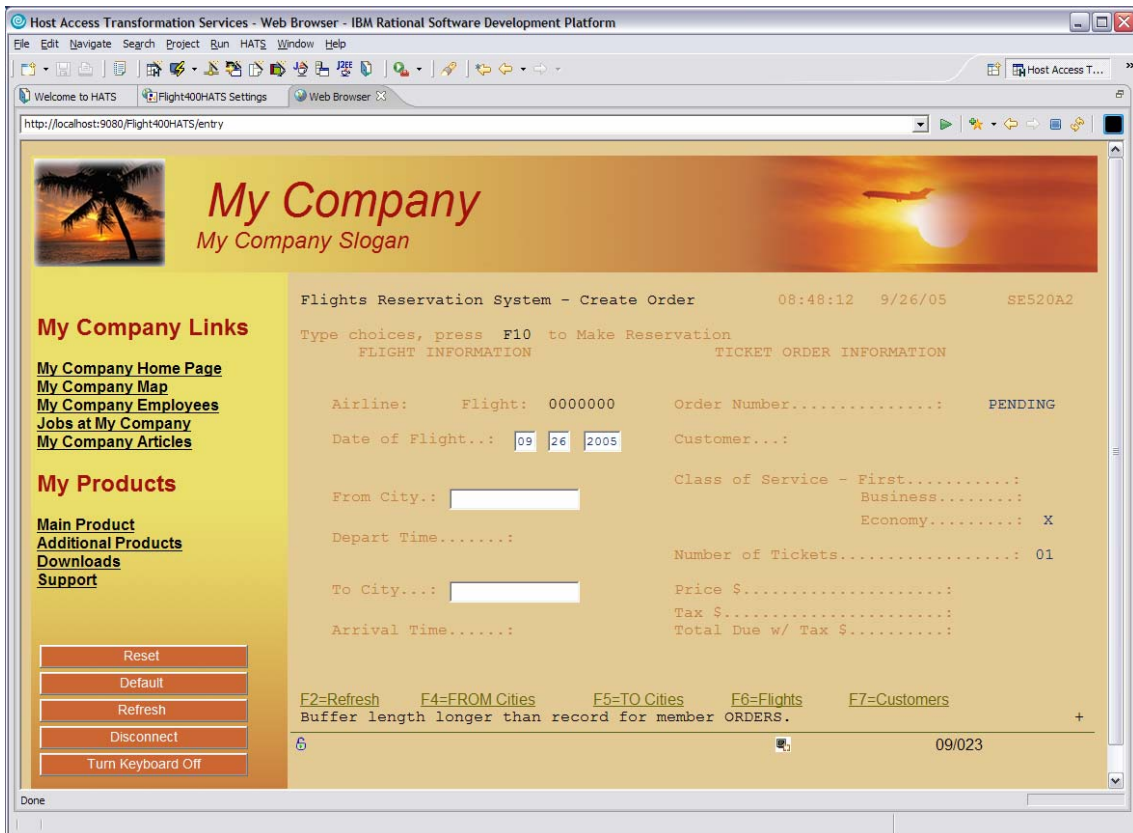 Host Access Transformation Services - Web Browser - IBM Rational Software Development Platform
File Edit Navigate Search Project Run HATS Window Help
Host Access T... »
Welcome to HATS Flight400HATS Settings Web Browser
http://localhost:9080/Flight400HATS/entry
My Company
My Company Slogan
My Company Links
My Company Home Page
My Company Map
My Company Employees
Jobs at My Company
My Company Articles
My Products
Main Product
Additional Products
Downloads
Support
Reset
Default
Refresh
Disconnect
Turn Keyboard Off
Flights Reservation System - Create Order 08:48:12 9/26/05 SE520A2
Type choices, press F10 to Make Reservation
FLIGHT INFORMATION TICKET ORDER INFORMATION
Airline: Flight: 0000000 Order Number...............: PENDING
Date of Flight..: 09 26 2005 Customer...:
Class of Service - First...........:
From City.: Business........:
Economy.........: X
Depart Time.......:
Number of Tickets..................: 01
To City...: Price $.....................:
Tax $.......................:
Arrival Time......: Total Due w/ Tax $..........:
F2=Refresh F4=FROM Cities F5=TO Cities F6=Flights F7=Customers
Buffer length longer than record for member ORDERS. +
09/023
Done